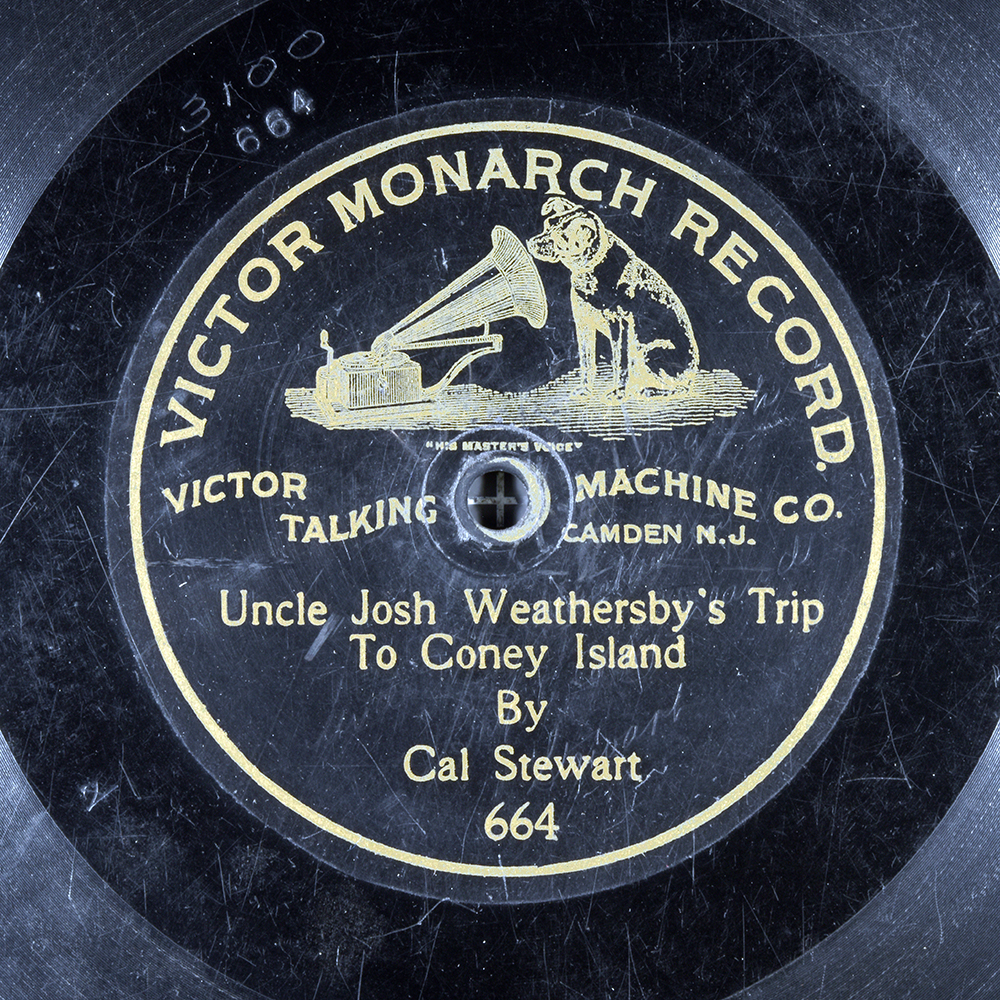 3100
664
VICTOR MONARCH RECORD.
"HIS MASTER'S VOICE"
VICTOR TALKING MACHINE CO.
CAMDEN N.J.
Uncle Josh Weathersby's Trip
To Coney Island
By
Cal Stewart
664